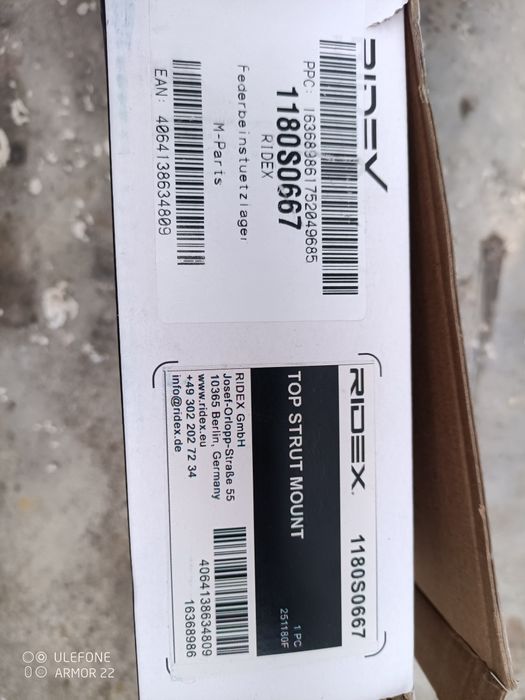 RIDEX
PPC: 163689861752049685
1180S0667
RIDEX
Federbeinstuetzlager
M-Parts
EAN: 4064138634809
RIDEX® 1180S0667
TOP STRUT MOUNT
1 PC
251180F
RIDEX GmbH
Josef-Orlopp-Straße 55
10365 Berlin, Germany
www.ridex.eu
+49 302 202 72 34
info@ridex.de
4064138634809
16368986
ULEFONE
ARMOR 22